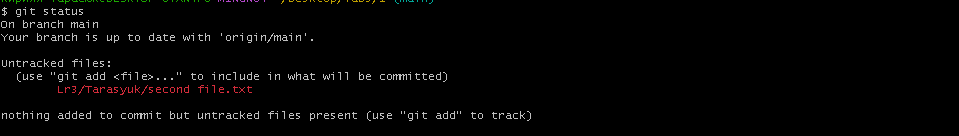 $ git status
On branch main
Your branch is up to date with 'origin/main'.
Untracked files:
(use "git add <file>..." to include in what will be committed)
Lr3/Tarasyuk/second file.txt
nothing added to commit but untracked files present (use "git add" to track)